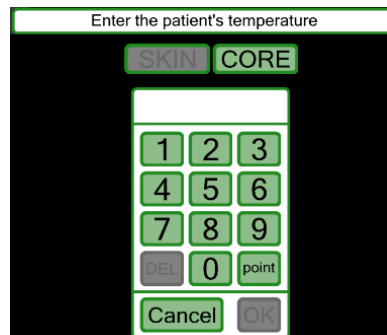 Enter the patient's temperature
SKIN CORE
1 2 3
4 5 6
7 8 9
DEL 0 point
Cancel OK